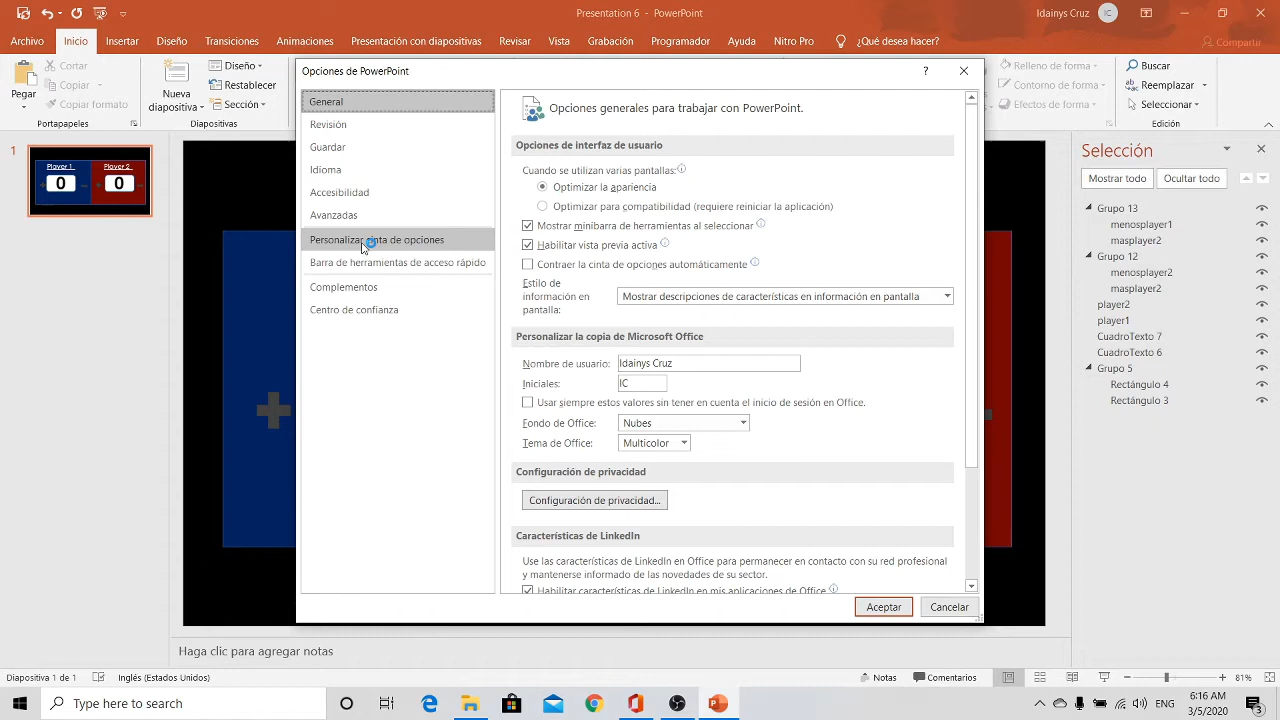 Presentation 6 - PowerPoint
Idainys Cruz IC
Archivo Inicio Insertar Diseño Transiciones Animaciones Presentación con diapositivas Revisar Vista Grabación Programador Ayuda Nitro Pro ¿Qué desea hacer? Compartir
Pegar
Cortar
Copiar
Copiar formato
Portapapeles
Nueva
diapositiva
Diseño
Restablecer
Sección
Diapositivas
Relleno de forma
Contorno de forma
Efectos de forma
Buscar
Reemplazar
Seleccionar
Edición
1
Player 1 Player 2
0 0
Opciones de PowerPoint
?
General
Revisión
Guardar
Idioma
Accesibilidad
Avanzadas
Personalizar cinta de opciones
Barra de herramientas de acceso rápido
Complementos
Centro de confianza
Opciones generales para trabajar con PowerPoint.
Opciones de interfaz de usuario
Cuando se utilizan varias pantallas:
Optimizar la apariencia
Optimizar para compatibilidad (requiere reiniciar la aplicación)
Mostrar minibarra de herramientas al seleccionar
Habilitar vista previa activa
Contraer la cinta de opciones automáticamente
Estilo de
información en
pantalla:
Mostrar descripciones de características en información en pantalla
Personalizar la copia de Microsoft Office
Nombre de usuario: Idainys Cruz
Iniciales: IC
Usar siempre estos valores sin tener en cuenta el inicio de sesión en Office.
Fondo de Office: Nubes
Tema de Office: Multicolor
Configuración de privacidad
Configuración de privacidad...
Características de LinkedIn
Use las características de LinkedIn en Office para permanecer en contacto con su red profesional
y mantenerse informado de las novedades de su sector.
Habilitar características de LinkedIn en mis aplicaciones de Office
Aceptar Cancelar
Selección
Mostrar todo Ocultar todo
Grupo 13
menosplayer1
masplayer2
Grupo 12
menosplayer2
masplayer2
player2
player1
CuadroTexto 7
CuadroTexto 6
Grupo 5
Rectángulo 4
Rectángulo 3
Haga clic para agregar notas
Diapositiva 1 de 1 Inglés (Estados Unidos) Notas Comentarios 81%
Type here to search
6:16 AM
3/5/2020
3